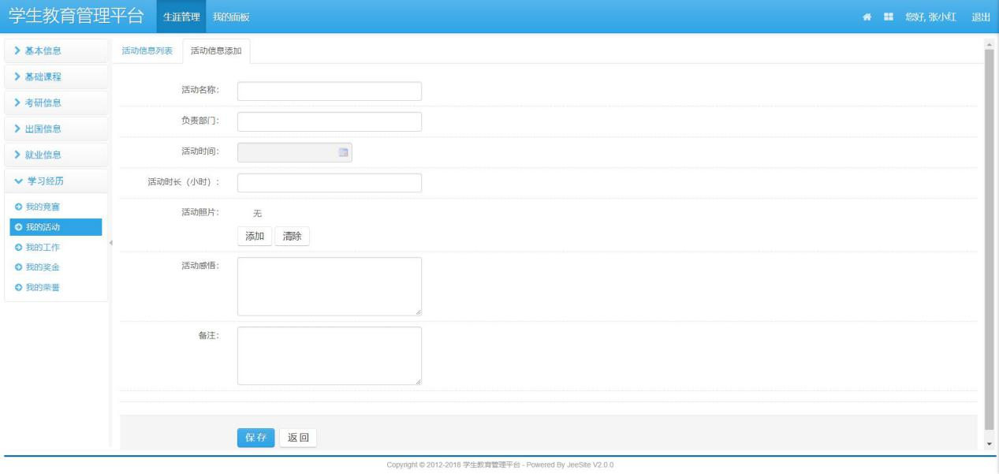 学生教育管理平台 生涯管理 我的面板 您好, 张小红 退出
基本信息
基础课程
考研信息
出国信息
就业信息
学习经历
我的竞赛
我的活动
我的工作
我的奖金
我的荣誉
活动信息列表 活动信息添加
活动名称：
负责部门：
活动时间：
活动时长（小时）：
活动照片： 无
添加 清除
活动感悟：
备注：
保存 返回
Copyright © 2012-2018 学生教育管理平台 - Powered By JeeSite V2.0.0